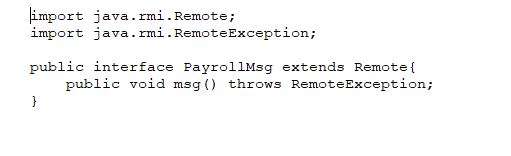 import java.rmi.Remote;
import java.rmi.RemoteException;
public interface PayrollMsg extends Remote{
    public void msg() throws RemoteException;
}